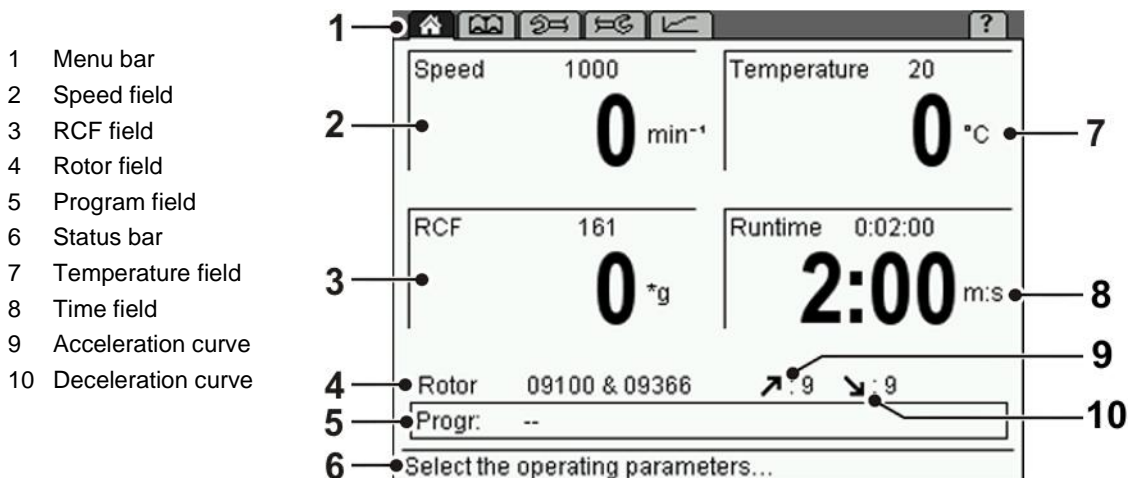 1 Menu bar
2 Speed field
3 RCF field
4 Rotor field
5 Program field
6 Status bar
7 Temperature field
8 Time field
9 Acceleration curve
10 Deceleration curve
1
?
Speed 1000
0 min⁻¹
2
Temperature 20
0 °C
7
RCF 161
0 *g
3
Runtime 0:02:00
2:00 m:s
8
9
4 Rotor 09100 & 09366 : 9 : 9
10
5 Progr: --
6 Select the operating parameters...